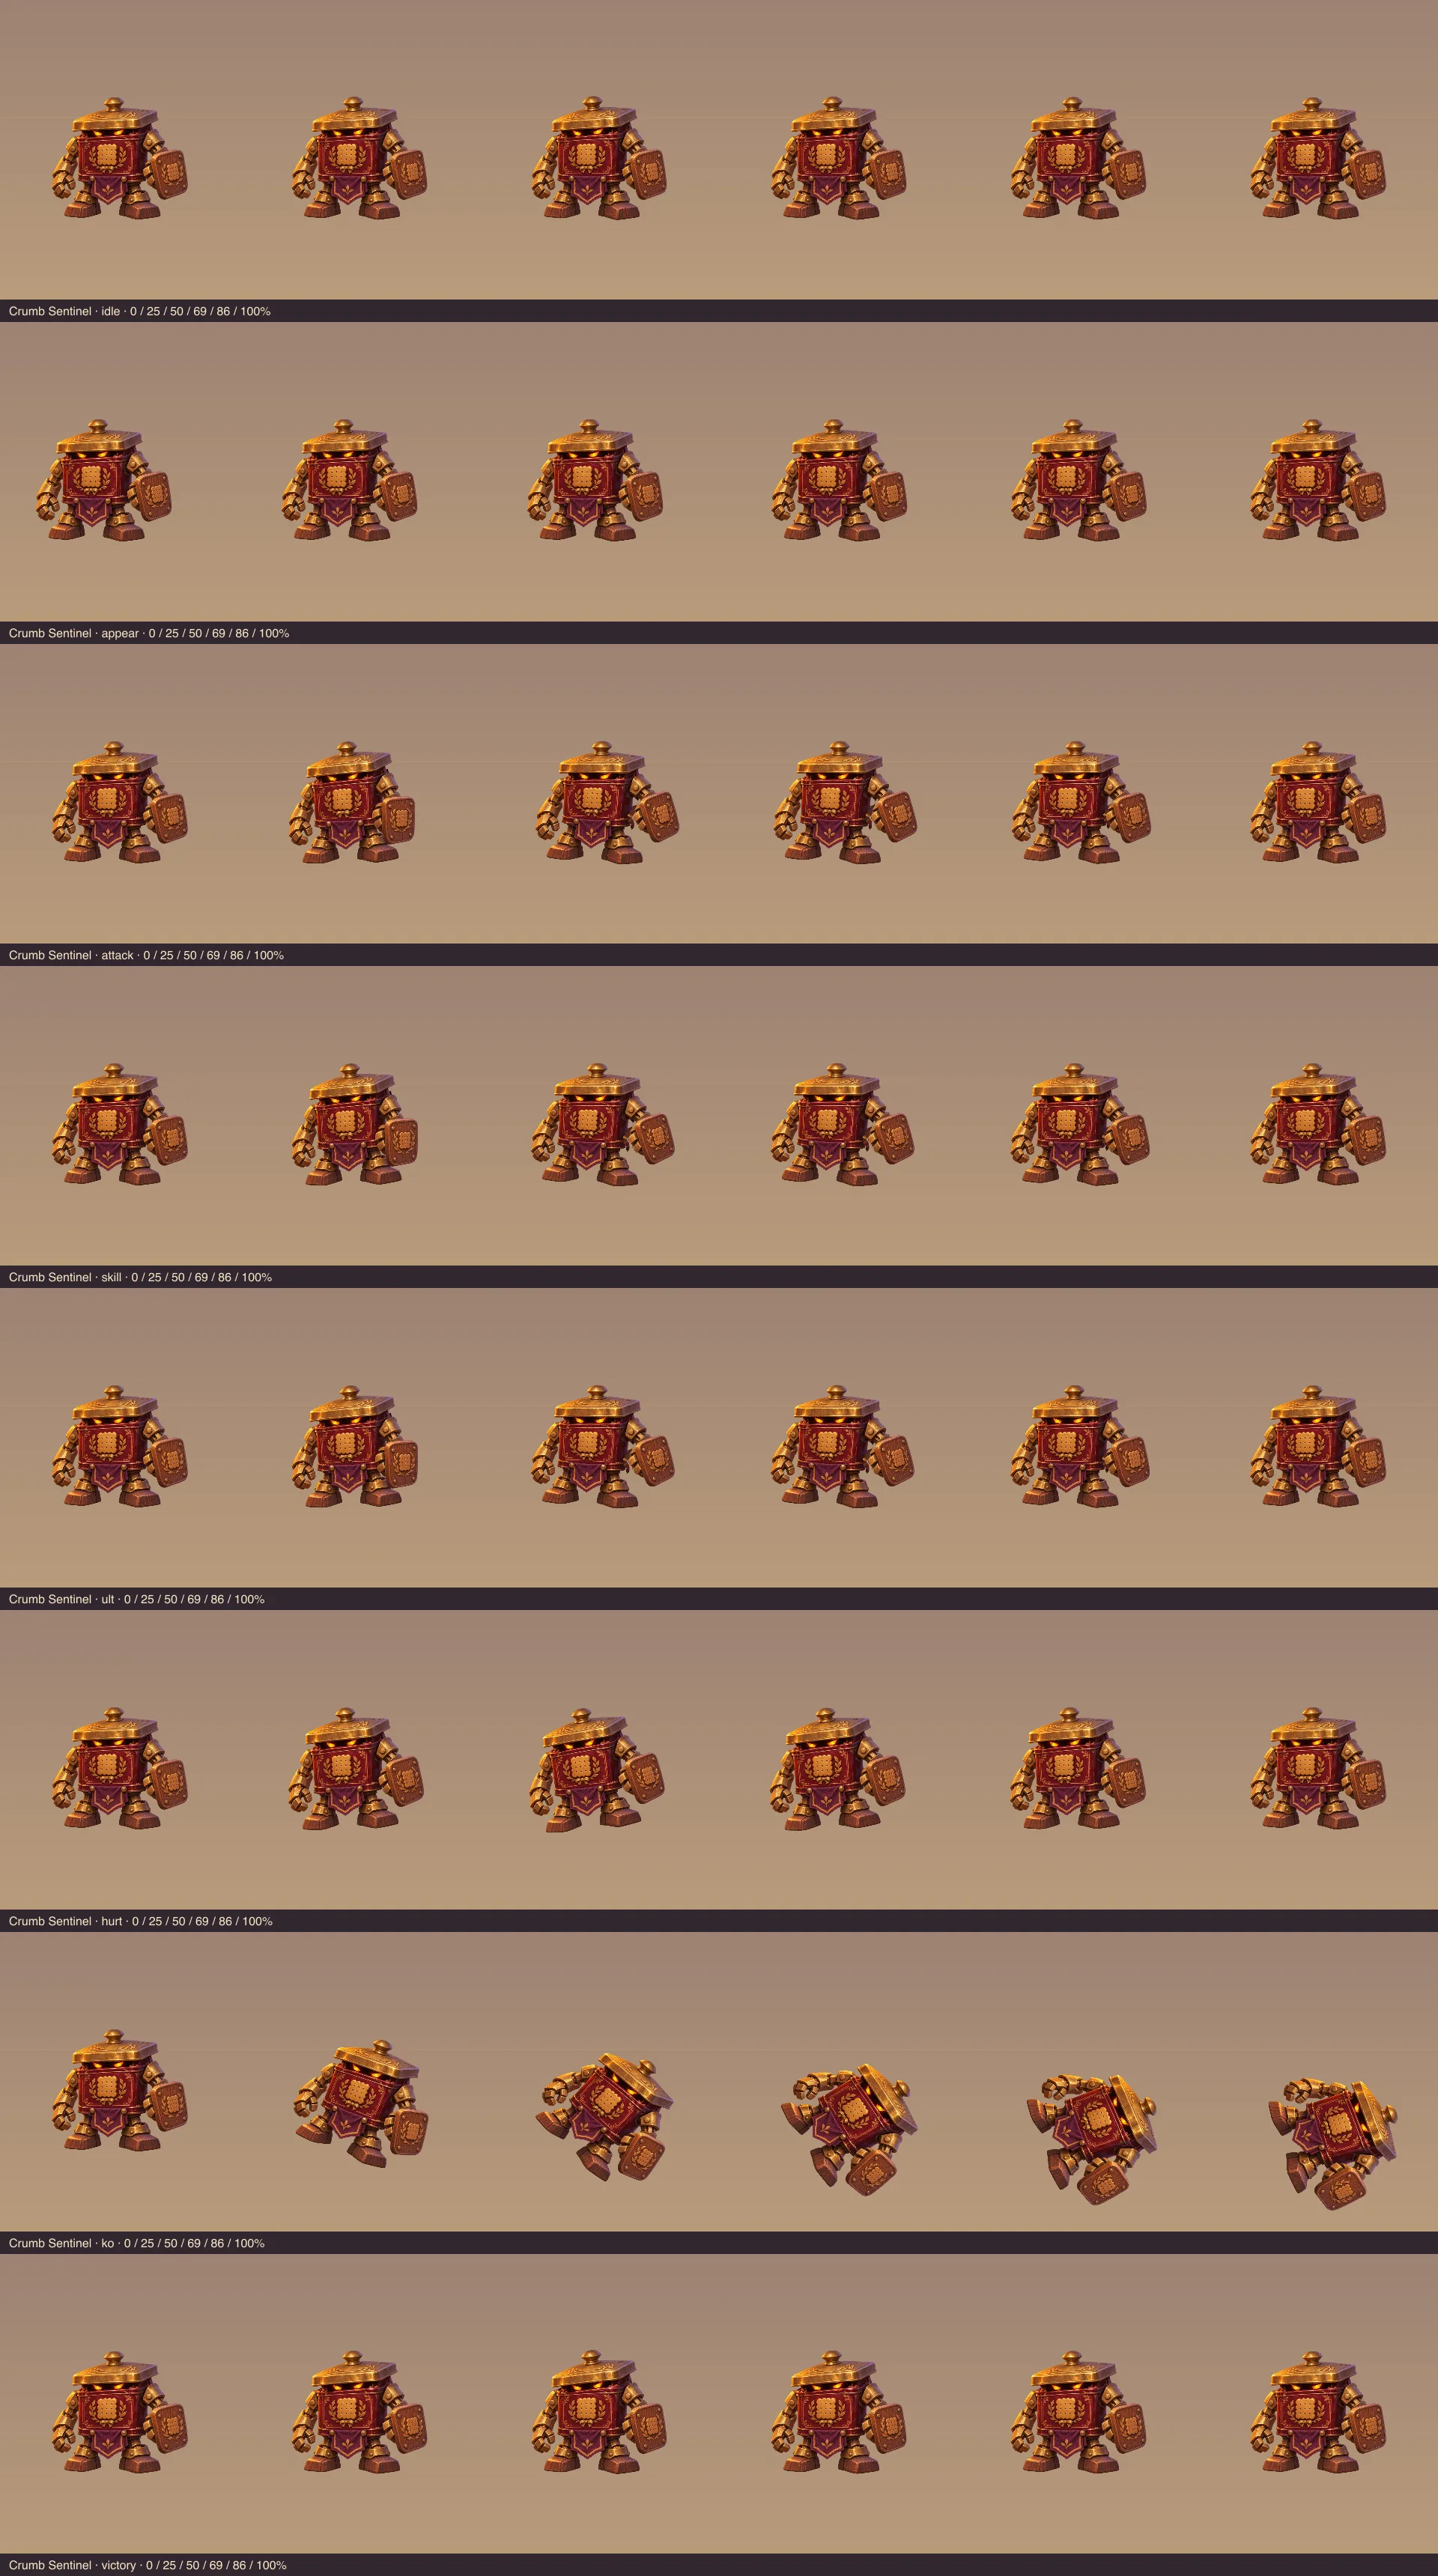 Crumb Sentinel · idle · 0 / 25 / 50 / 69 / 86 / 100%
Crumb Sentinel · appear · 0 / 25 / 50 / 69 / 86 / 100%
Crumb Sentinel · attack · 0 / 25 / 50 / 69 / 86 / 100%
Crumb Sentinel · skill · 0 / 25 / 50 / 69 / 86 / 100%
Crumb Sentinel · ult · 0 / 25 / 50 / 69 / 86 / 100%
Crumb Sentinel · hurt · 0 / 25 / 50 / 69 / 86 / 100%
Crumb Sentinel · ko · 0 / 25 / 50 / 69 / 86 / 100%
Crumb Sentinel · victory · 0 / 25 / 50 / 69 / 86 / 100%